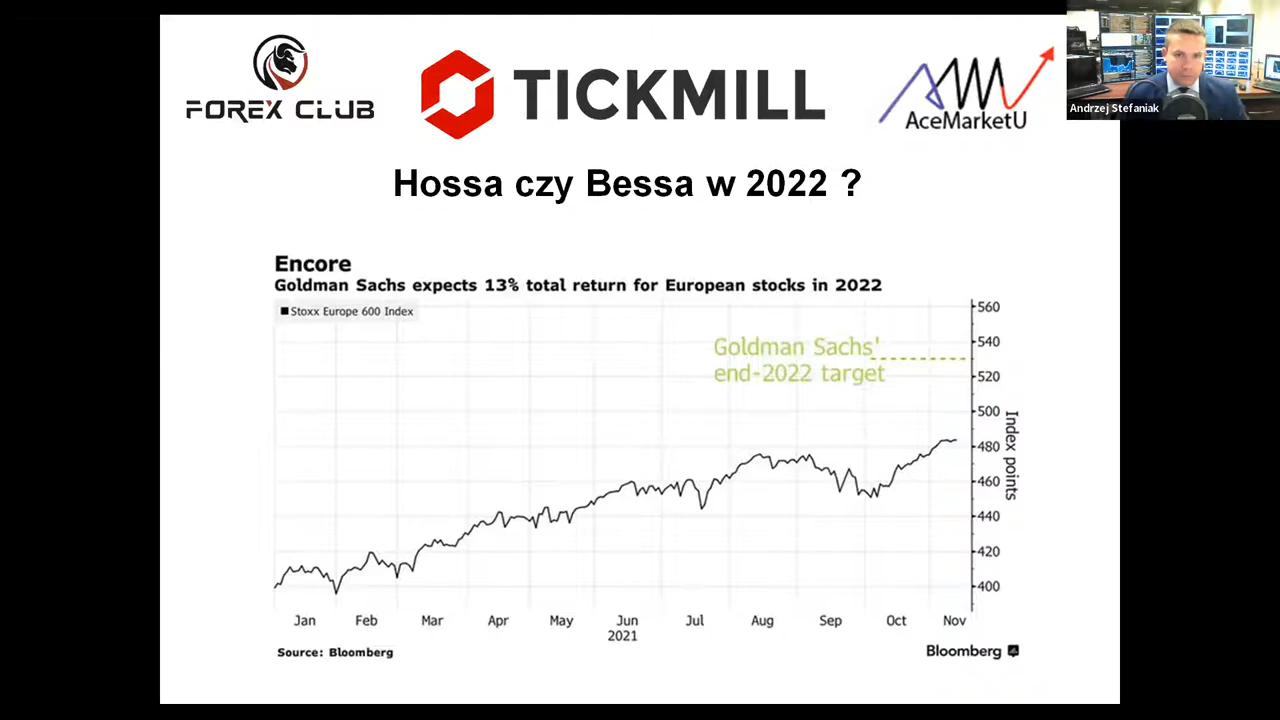 FOREX CLUB
TICKMILL
AceMarketU
Andrzej Stefaniak
Hossa czy Bessa w 2022 ?
Encore
Goldman Sachs expects 13% total return for European stocks in 2022
Stoxx Europe 600 Index
Goldman Sachs'
end-2022 target
560
540
520
500
480
460
440
420
400
Index points
Jan Feb Mar Apr May Jun Jul Aug Sep Oct Nov
2021
Source: Bloomberg
Bloomberg